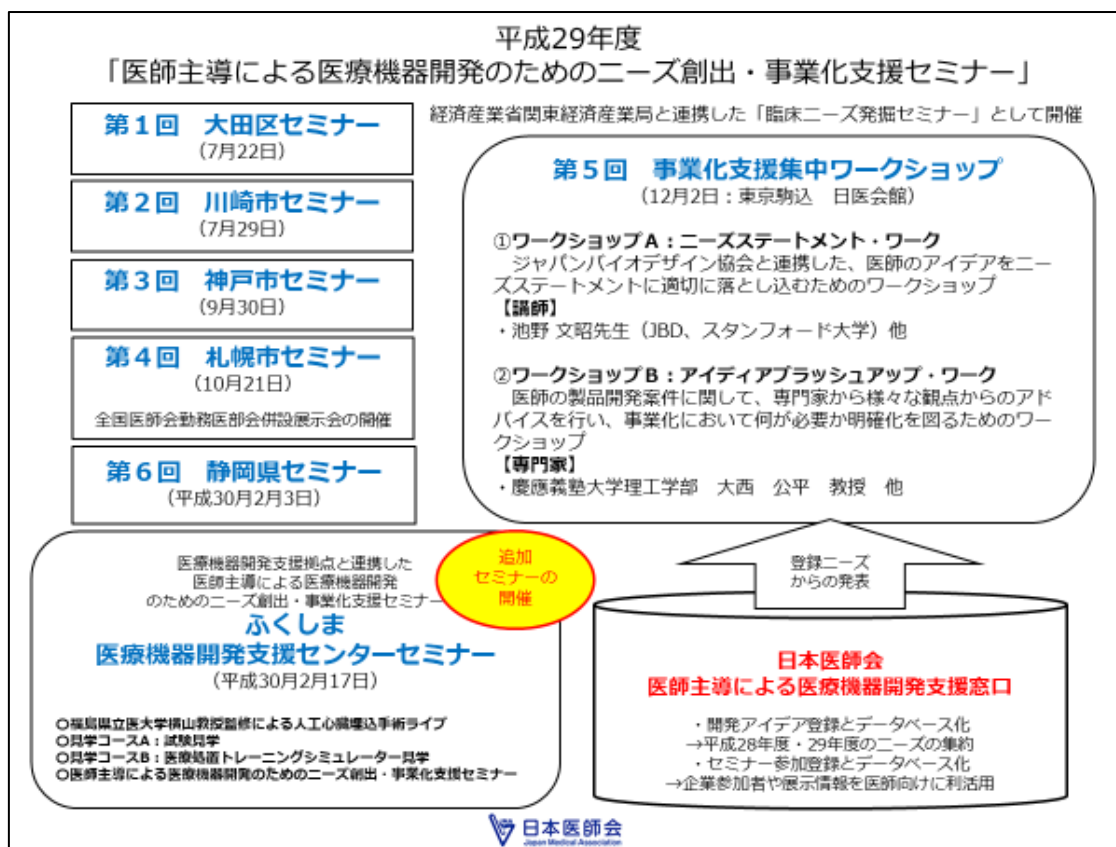 平成29年度
「医師主導による医療機器開発のためのニーズ創出・事業化支援セミナー」
経済産業省関東経済産業局と連携した「臨床ニーズ発掘セミナー」として開催
第1回 大田区セミナー
(7月22日)
第2回 川崎市セミナー
(7月29日)
第3回 神戸市セミナー
(9月30日)
第4回 札幌市セミナー
(10月21日)
全国医師会勤務医部会併設展示会の開催
第6回 静岡県セミナー
(平成30月2月3日)
第5回 事業化支援集中ワークショップ
(12月2日:東京駒込 日医会館)
①ワークショップA:ニーズステートメント・ワーク
ジャパンバイオデザイン協会と連携した、医師のアイデアをニー
ズステートメントに適切に落とし込むためのワークショップ
【講師】
・池野 文昭先生(JBD、スタンフォード大学)他
②ワークショップB:アイディアブラッシュアップ・ワーク
医師の製品開発案件に関して、専門家から様々な観点からのアド
バイスを行い、事業化において何が必要か明確化を図るためのワー
クショップ
【専門家】
・慶應義塾大学理工学部 大西 公平 教授 他
医療機器開発支援拠点と連携した
医師主導による医療機器開発
のためのニーズ創出・事業化支援セミナー
ふくしま
医療機器開発支援センターセミナー
(平成30月2月17日)
〇福島県立医大学横山教授監修による人工心臓埋込手術ライブ
〇見学コースA:試験見学
〇見学コースB:医療処置トレーニングシミュレーター見学
〇医師主導による医療機器開発のためのニーズ創出・事業化支援セミナー
追加
セミナーの
開催
登録ニーズ
からの発表
日本医師会
医師主導による医療機器開発支援窓口
・開発アイデア登録とデータベース化
→平成28年度・29年度のニーズの集約
・セミナー参加登録とデータベース化
→企業参加者や展示情報を医師向けに利活用
日本医師会
Japan Medical Association